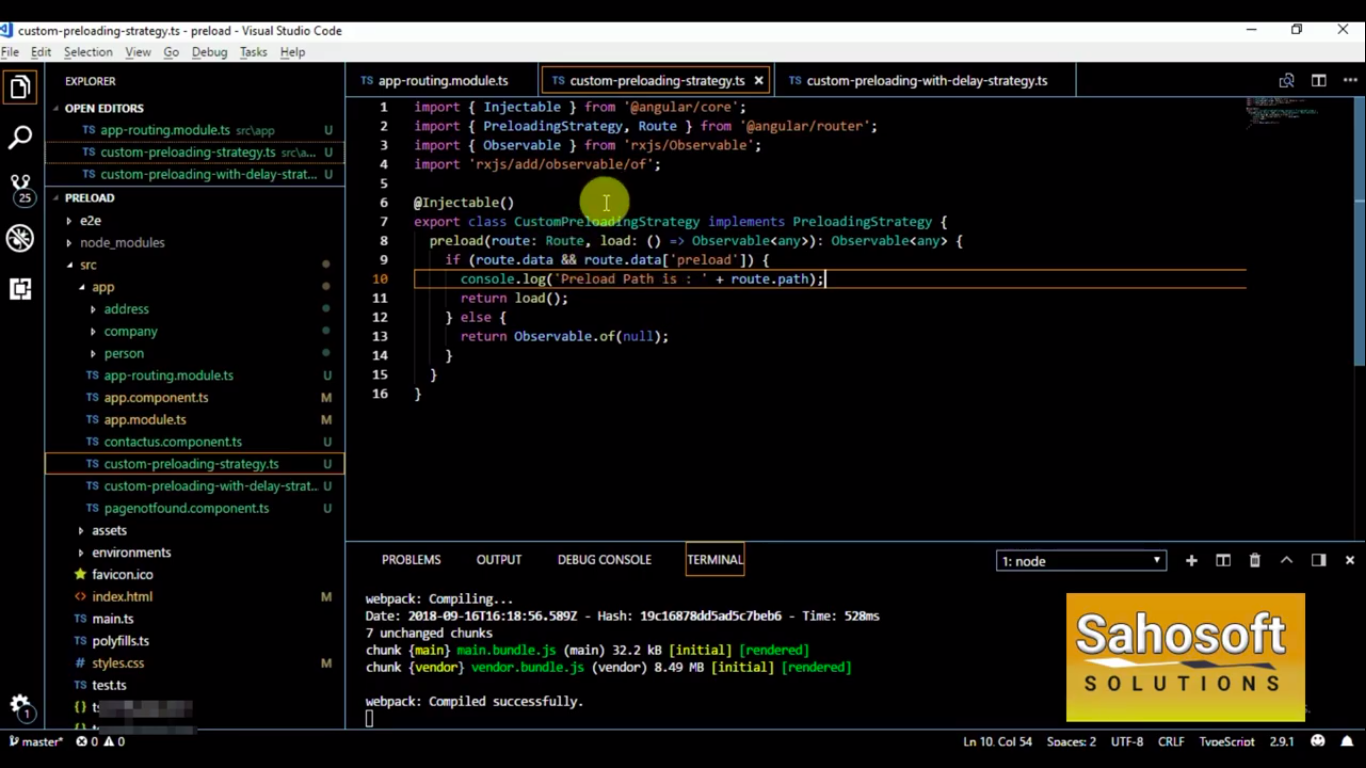 custom-preloading-strategy.ts - preload - Visual Studio Code
File Edit Selection View Go Debug Tasks Help
EXPLORER
OPEN EDITORS
TS app-routing.module.ts src\app U
TS custom-preloading-strategy.ts src\a... U
TS custom-preloading-with-delay-strat... U
25
PRELOAD
e2e
node_modules
src
app
address
company
person
TS app-routing.module.ts U
TS app.component.ts M
TS app.module.ts M
TS contactus.component.ts U
TS custom-preloading-strategy.ts U
TS custom-preloading-with-delay-strat... U
TS pagenotfound.component.ts U
assets
environments
favicon.ico
<> index.html M
TS main.ts
TS polyfills.ts
TS styles.css M
TS test.ts
{} ts
1
TS app-routing.module.ts TS custom-preloading-strategy.ts × TS custom-preloading-with-delay-strategy.ts
1 import { Injectable } from '@angular/core';
2 import { PreloadingStrategy, Route } from '@angular/router';
3 import { Observable } from 'rxjs/Observable';
4 import 'rxjs/add/observable/of';
5
6 @Injectable()
7 export class CustomPreloadingStrategy implements PreloadingStrategy {
8 preload(route: Route, load: () => Observable<any>): Observable<any> {
9 if (route.data && route.data['preload']) {
10 console.log('Preload Path is : ' + route.path);
11 return load();
12 } else {
13 return Observable.of(null);
14 }
15 }
16 }
PROBLEMS OUTPUT DEBUG CONSOLE TERMINAL 1: node
webpack: Compiling...
Date: 2018-09-16T16:18:56.589Z - Hash: 19c16878dd5ad5c7beb6 - Time: 528ms
7 unchanged chunks
chunk {main} main.bundle.js (main) 32.2 kB [initial] [rendered]
chunk {vendor} vendor.bundle.js (vendor) 8.49 MB [initial] [rendered]
webpack: Compiled successfully.
Sahosoft
SOLUTIONS
master* 0 0 Ln 10, Col 54 Spaces: 2 UTF-8 CRLF TypeScript 2.9.1